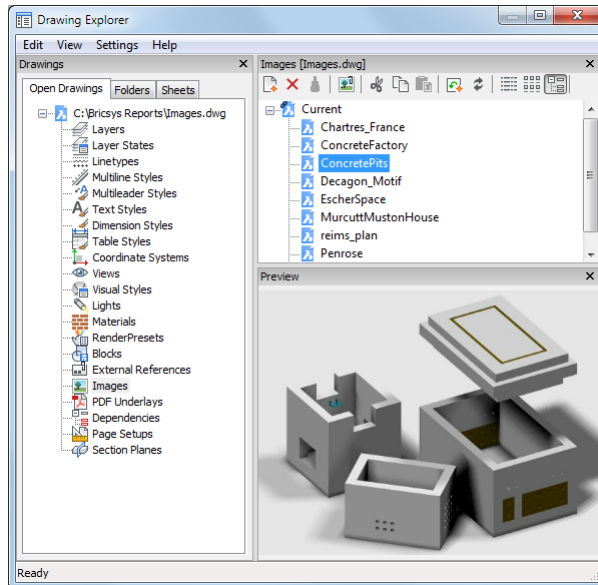 Drawing Explorer
Edit View Settings Help
Drawings
Open Drawings Folders Sheets
C:\Bricsys Reports\Images.dwg
Layers
Layer States
Linetypes
Multiline Styles
Multileader Styles
Text Styles
Dimension Styles
Table Styles
Coordinate Systems
Views
Visual Styles
Lights
Materials
RenderPresets
Blocks
External References
Images
PDF Underlays
Dependencies
Page Setups
Section Planes
Images [Images.dwg]
Current
Chartres_France
ConcreteFactory
ConcretePits
Decagon_Motif
EscherSpace
MurcuttMustonHouse
reims_plan
Penrose
Preview
Ready